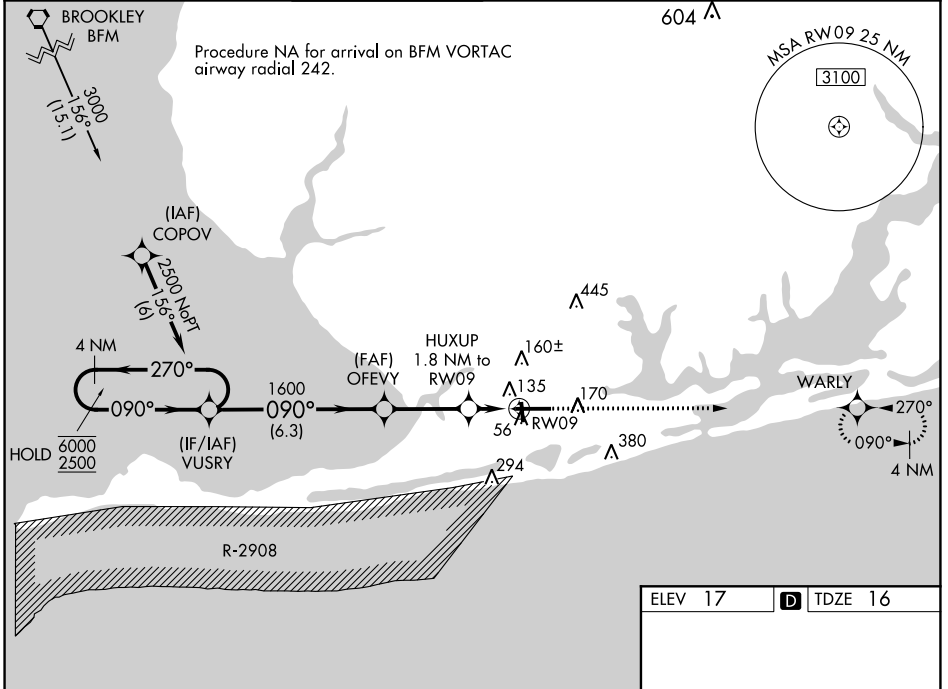 BROOKLEY
BFM
3000
156°
(15.1)
Procedure NA for arrival on BFM VORTAC
airway radial 242.
604
MSA RW09 25 NM
3100
(IAF)
COPOV
2500 NoPT
156°
(6)
4 NM
270°
090°
HOLD
6000
2500
(IF/IAF)
VUSRY
1600
090°
(6.3)
(FAF)
OFEVY
HUXUP
1.8 NM to
RW09
445
160±
135
170
56
RW09
380
294
WARLY
270°
090°
4 NM
R-2908
ELEV 17
D
TDZE 16